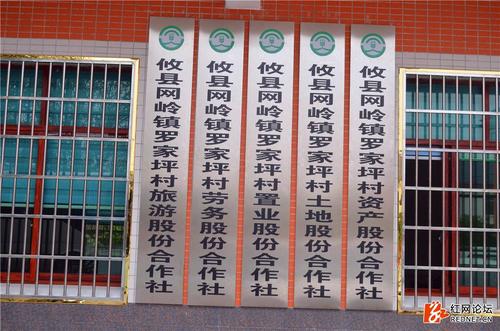 攸县网岭镇罗家坪村旅游股份合作社
攸县网岭镇罗家坪村劳务股份合作社
攸县网岭镇罗家坪村置业股份合作社
攸县网岭镇罗家坪村土地股份合作社
攸县网岭镇罗家坪村资产股份合作社
红网论坛
REDNET.CN